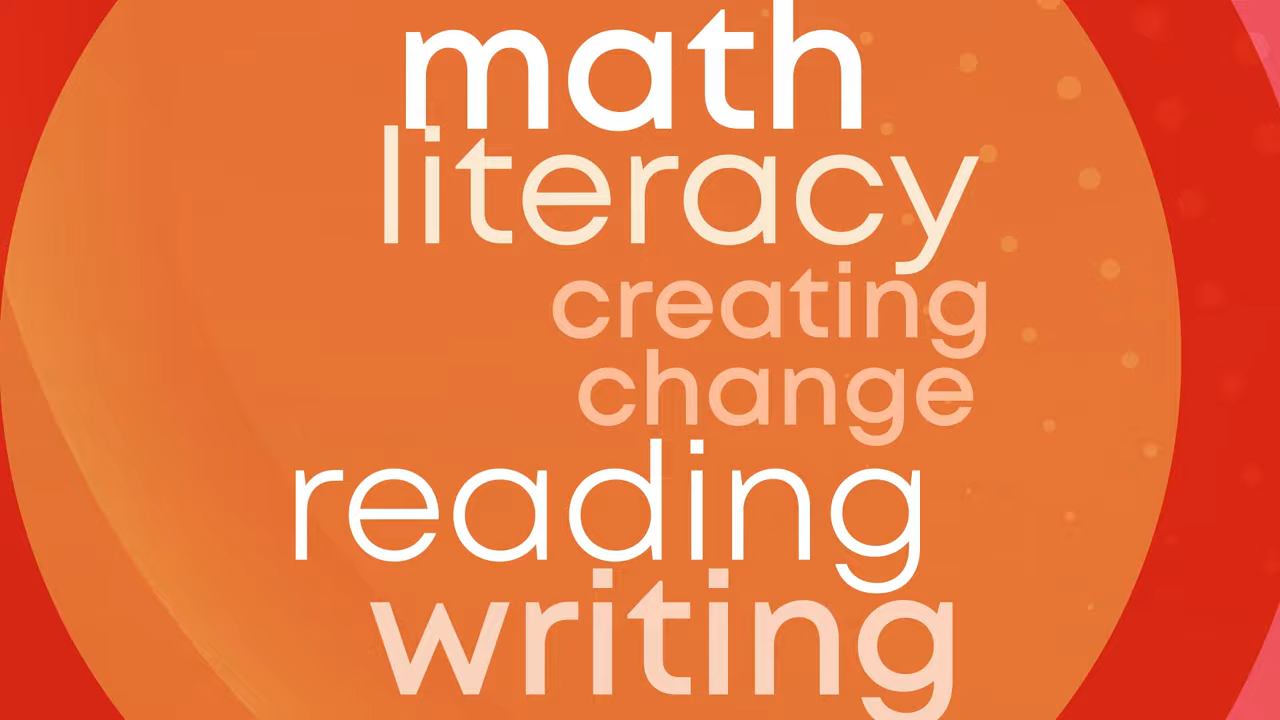 math
literacy
creating
change
reading
writing